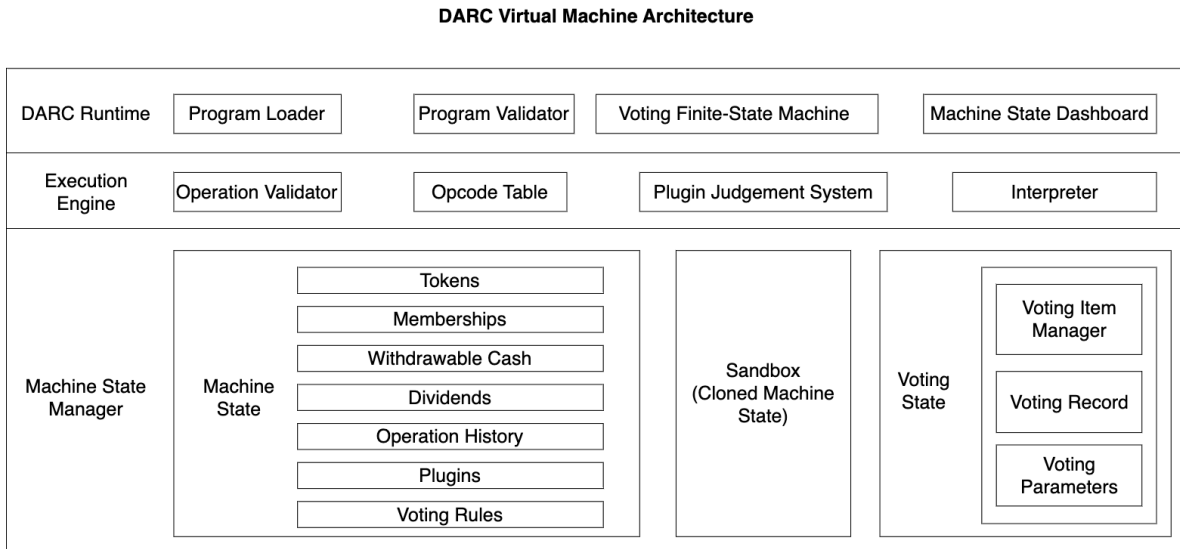 DARC Virtual Machine Architecture
DARC Runtime
Program Loader
Program Validator
Voting Finite-State Machine
Machine State Dashboard
Execution
Engine
Operation Validator
Opcode Table
Plugin Judgement System
Interpreter
Machine State
Manager
Machine
State
Tokens
Memberships
Withdrawable Cash
Dividends
Operation History
Plugins
Voting Rules
Sandbox
(Cloned Machine
State)
Voting
State
Voting Item
Manager
Voting Record
Voting
Parameters